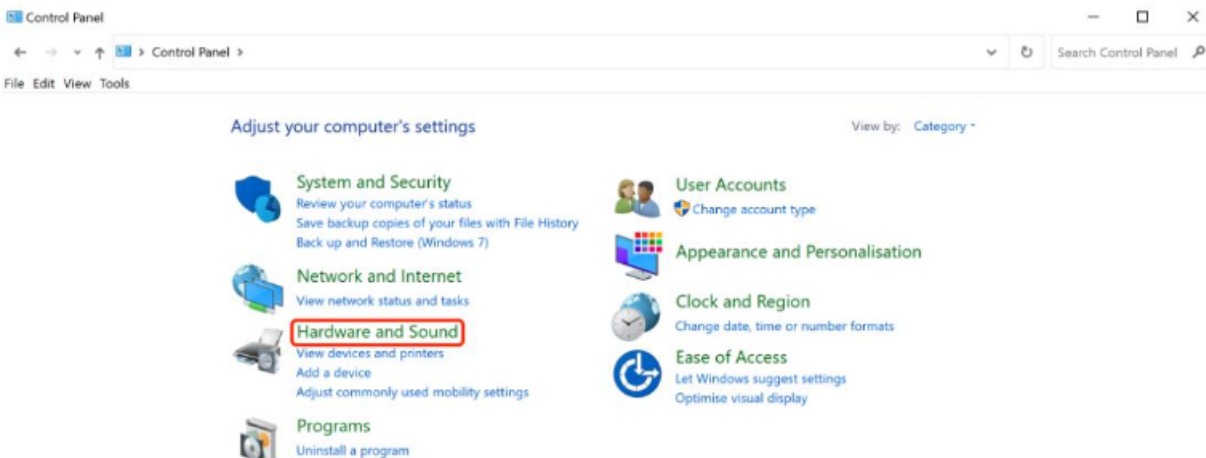 Control Panel
Control Panel
Search Control Panel
File Edit View Tools
Adjust your computer's settings
View by: Category
System and Security
Review your computer's status
Save backup copies of your files with File History
Back up and Restore (Windows 7)
Network and Internet
View network status and tasks
Hardware and Sound
View devices and printers
Add a device
Adjust commonly used mobility settings
Programs
Uninstall a program
User Accounts
Change account type
Appearance and Personalisation
Clock and Region
Change date, time or number formats
Ease of Access
Let Windows suggest settings
Optimise visual display